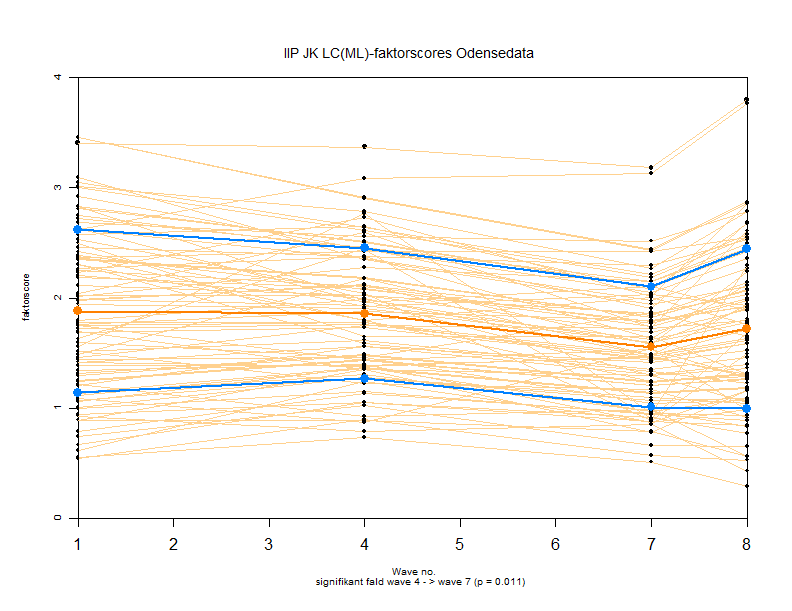 IIP JK LC(ML)-faktorscores Odensedata
4
3
2
1
0
faktorscore
1 2 3 4 5 6 7 8
Wave no.
signifikant fald wave 4 - > wave 7 (p = 0.011)